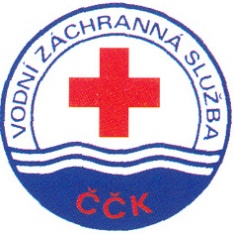 VODNÍ ZÁCHRANNÁ SLUŽBA
ČČK